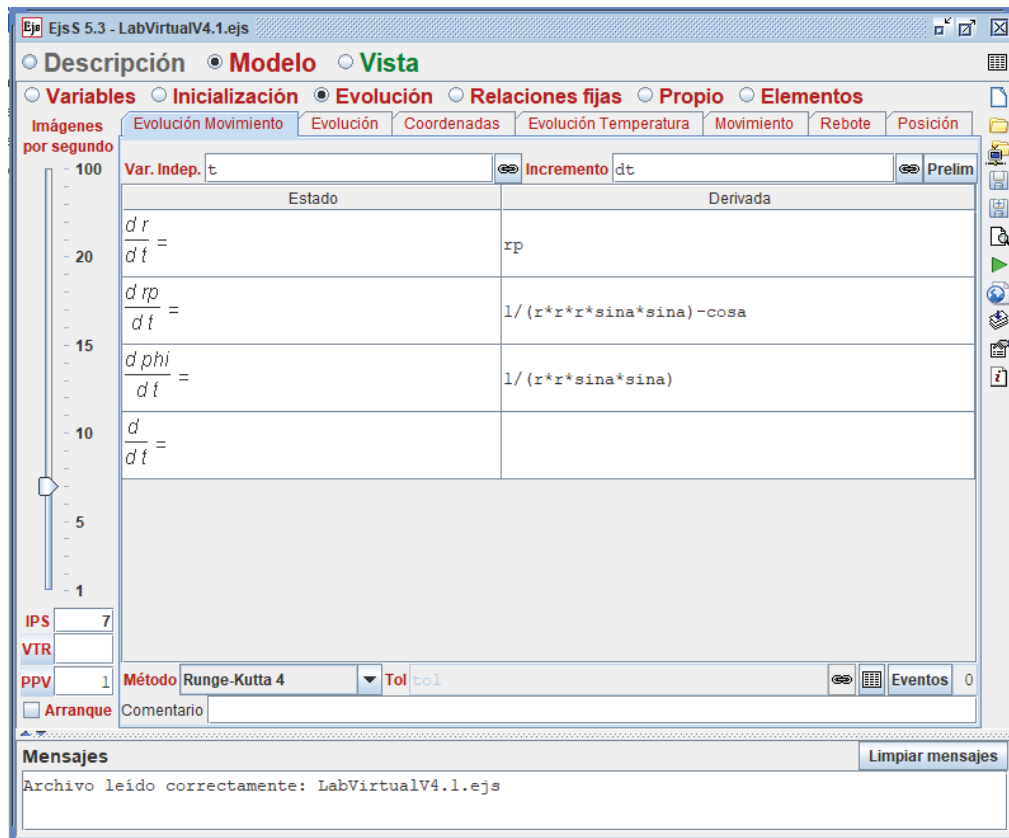 EjsS 5.3 - LabVirtualV4.1.ejs
Descripción Modelo Vista
Variables Inicialización Evolución Relaciones fijas Propio Elementos
Imágenes
por segundo
100
20
15
10
5
1
IPS 7
VTR
PPV 1
Arranque
Evolución Movimiento Evolución Coordenadas Evolución Temperatura Movimiento Rebote Posición
Var. Indep. t Incremento dt Prelim
Estado Derivada
d r
d t =
rp
d rp
d t =
1/(r*r*r*sina*sina)-cosa
d phi
d t =
1/(r*r*sina*sina)
d
d t =
Método Runge-Kutta 4 Tol tol Eventos 0
Comentario
Mensajes Limpiar mensajes
Archivo leído correctamente: LabVirtualV4.1.ejs